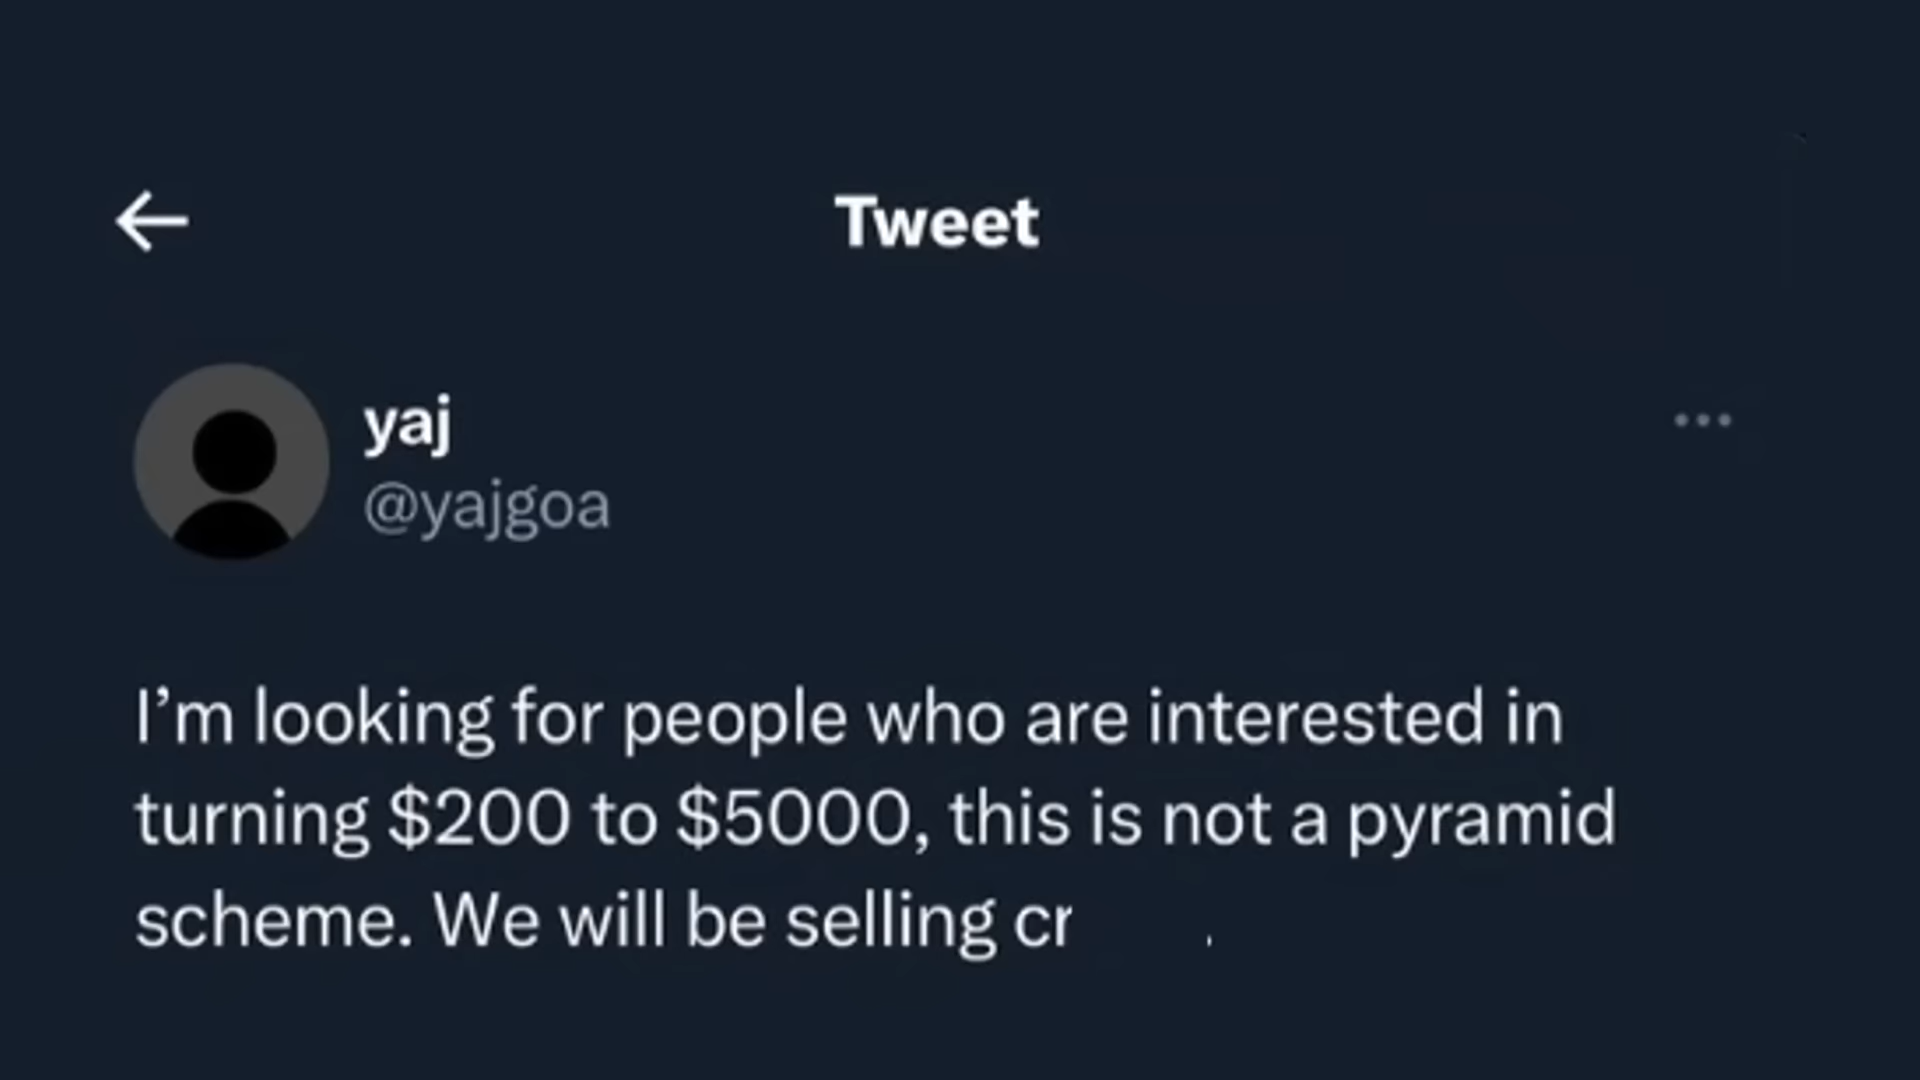 Tweet
yaj
@yajgoa
I’m looking for people who are interested in
turning $200 to $5000, this is not a pyramid
scheme. We will be selling cr